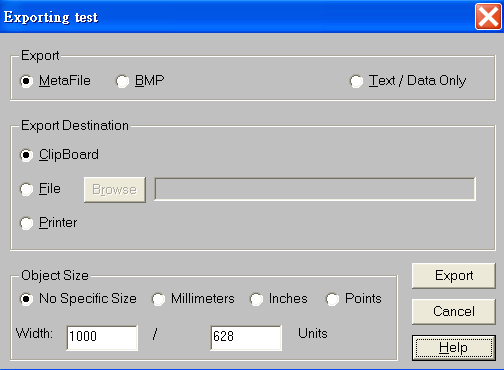 Exporting test
Export
MetaFile BMP Text / Data Only
Export Destination
ClipBoard
File Browse
Printer
Object Size
No Specific Size Millimeters Inches Points
Width: 1000 / 628 Units
Export
Cancel
Help